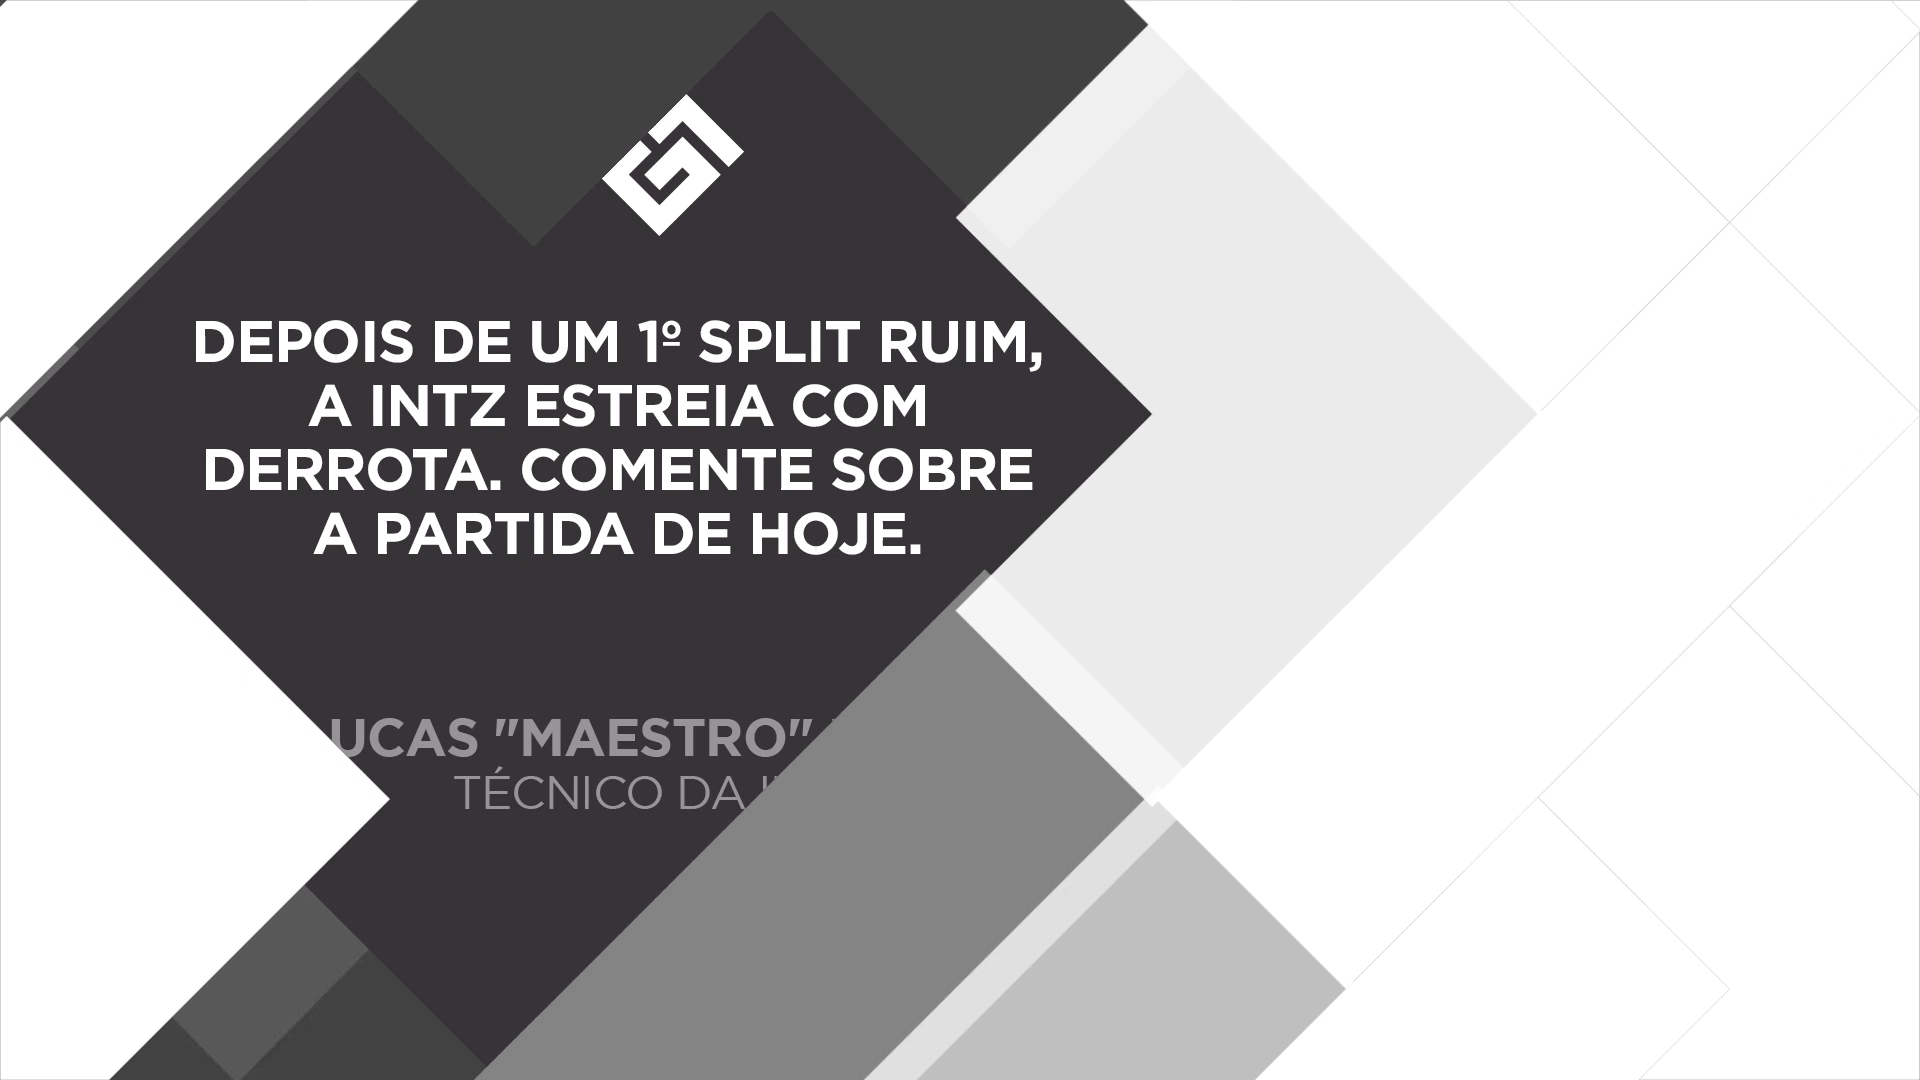 DEPOIS DE UM 1º SPLIT RUIM,
A INTZ ESTREIA COM
DERROTA. COMENTE SOBRE
A PARTIDA DE HOJE.
UCAS "MAESTRO"
TÉCNICO DA